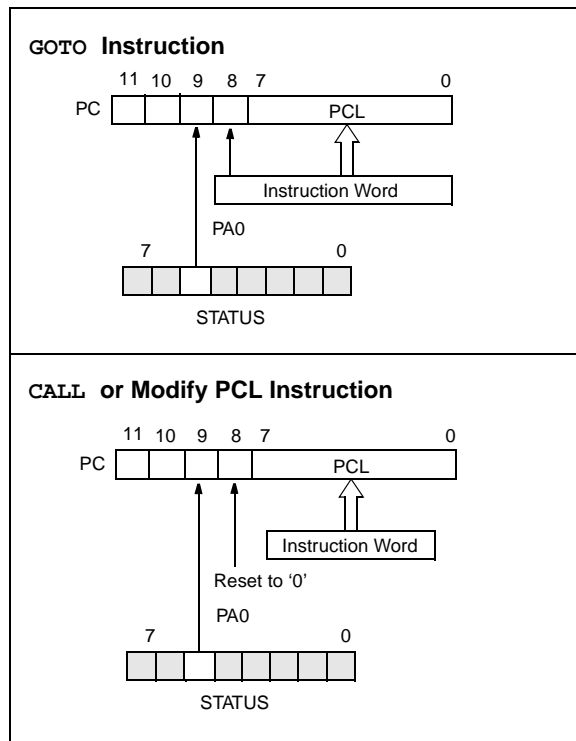 GOTO Instruction
11 10 9 8 7 0
PC PCL
Instruction Word
PA0
7 0
STATUS
CALL or Modify PCL Instruction
11 10 9 8 7 0
PC PCL
Instruction Word
Reset to ‘0’
PA0
7 0
STATUS